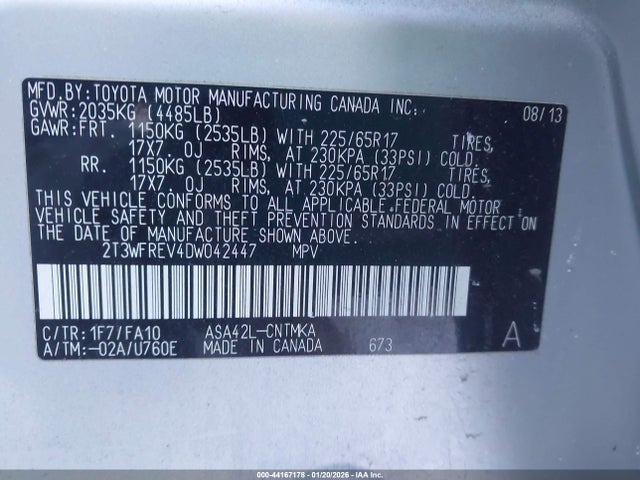 MFD.BY:TOYOTA MOTOR MANUFACTURING CANADA INC. 08/13
GVWR:2035KG (4485LB)
GAWR:FRT. 1150KG (2535LB) WITH 225/65R17 TIRES,
17X7.0J RIMS, AT 230KPA (33PSI) COLD.
RR. 1150KG (2535LB) WITH 225/65R17 TIRES,
17X7.0J RIMS, AT 230KPA (33PSI) COLD.
THIS VEHICLE CONFORMS TO ALL APPLICABLE FEDERAL MOTOR
VEHICLE SAFETY AND THEFT PREVENTION STANDARDS IN EFFECT ON
THE DATE OF MANUFACTURE SHOWN ABOVE.
2T3WFREV4DW042447 MPV
C/TR:1F7/FA10 ASA42L-CNTMKA
A/TM:-02A/U760E MADE IN CANADA 673 A
000-44167178 - 01/20/2026 - IAAI.CA